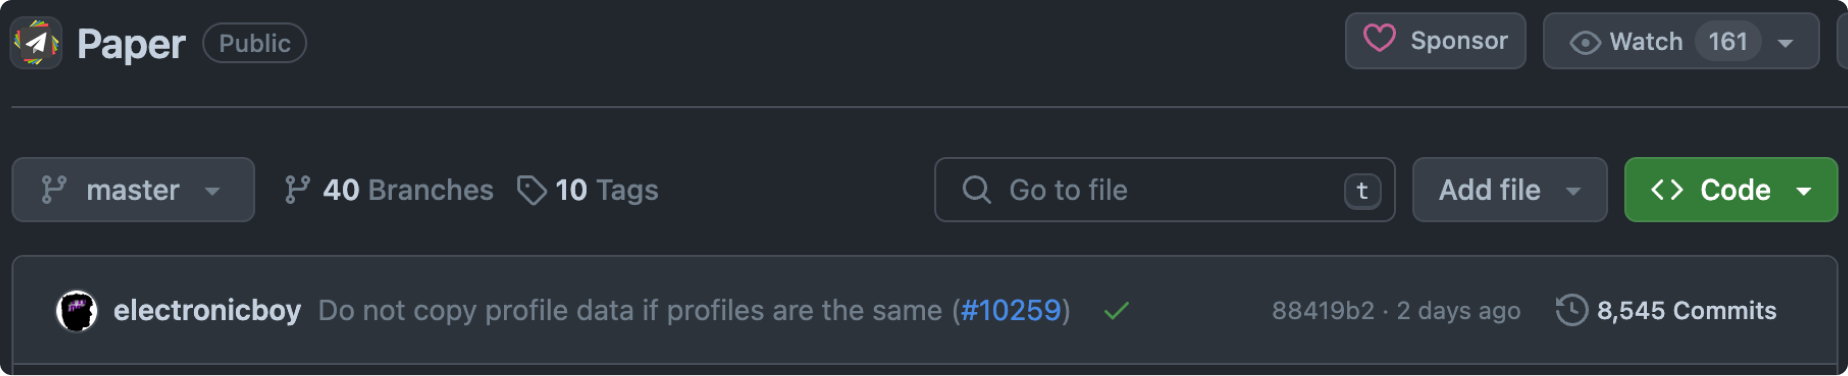 Paper Public Sponsor Watch 161
master 40 Branches 10 Tags Go to file t Add file <> Code
electronicboy Do not copy profile data if profiles are the same (#10259) 88419b2 · 2 days ago 8,545 Commits